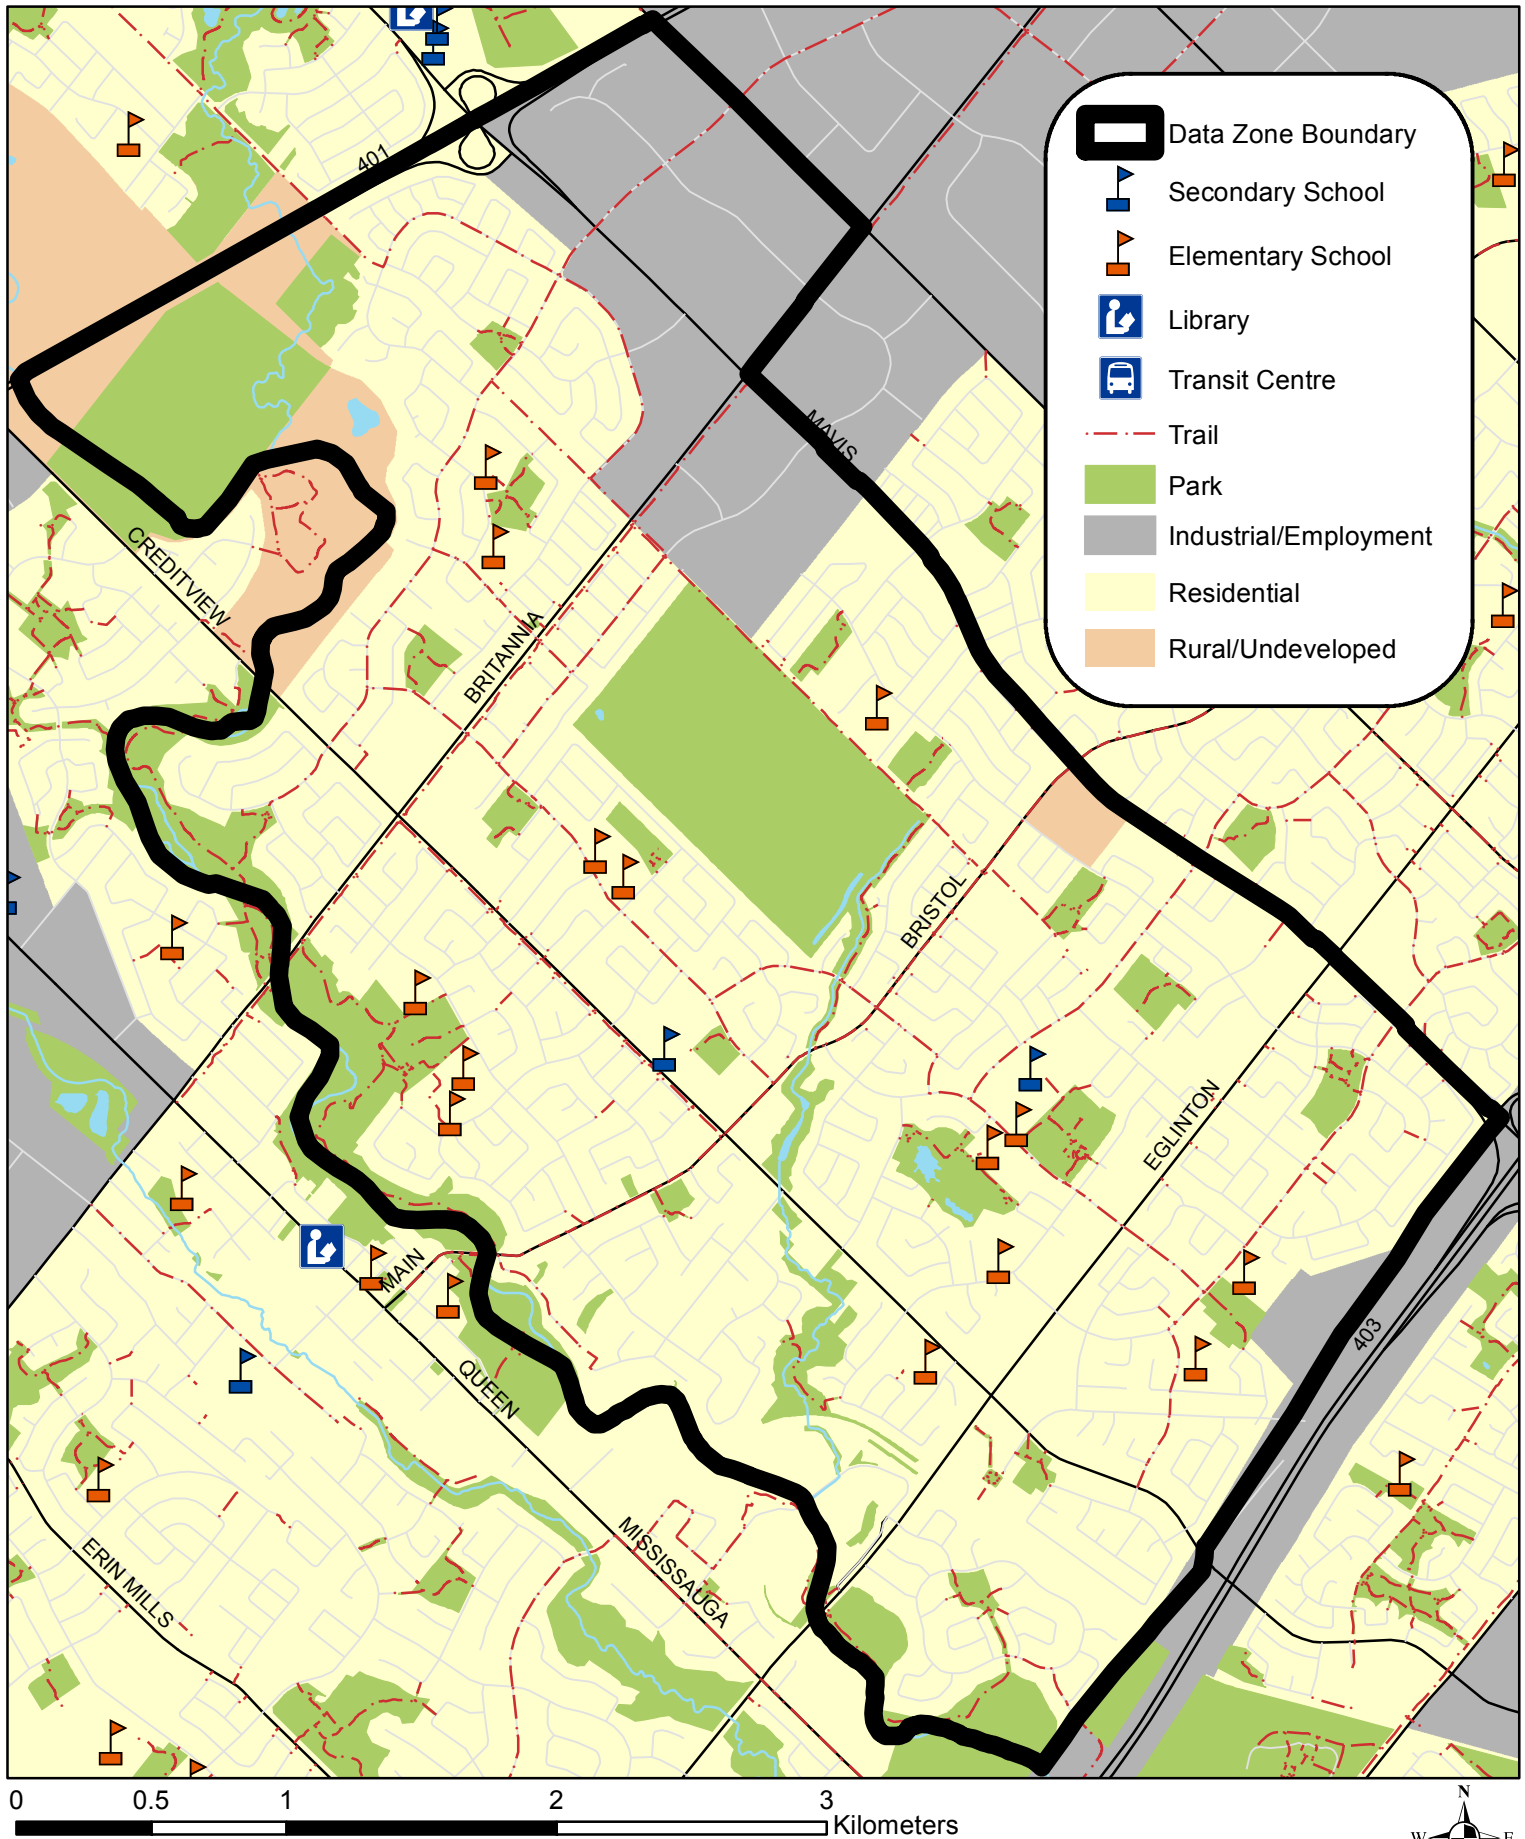 401
Data Zone Boundary
Secondary School
Elementary School
Library
Transit Centre
Trail
Park
Industrial/Employment
Residential
Rural/Undeveloped
MAVIS
CREDITVIEW
BRITANNIA
BRISTOL
EGLINTON
MAIN
QUEEN
403
MISSISSAUGA
ERIN MILLS
0 0.5 1 2 3
Kilometers
N
W E